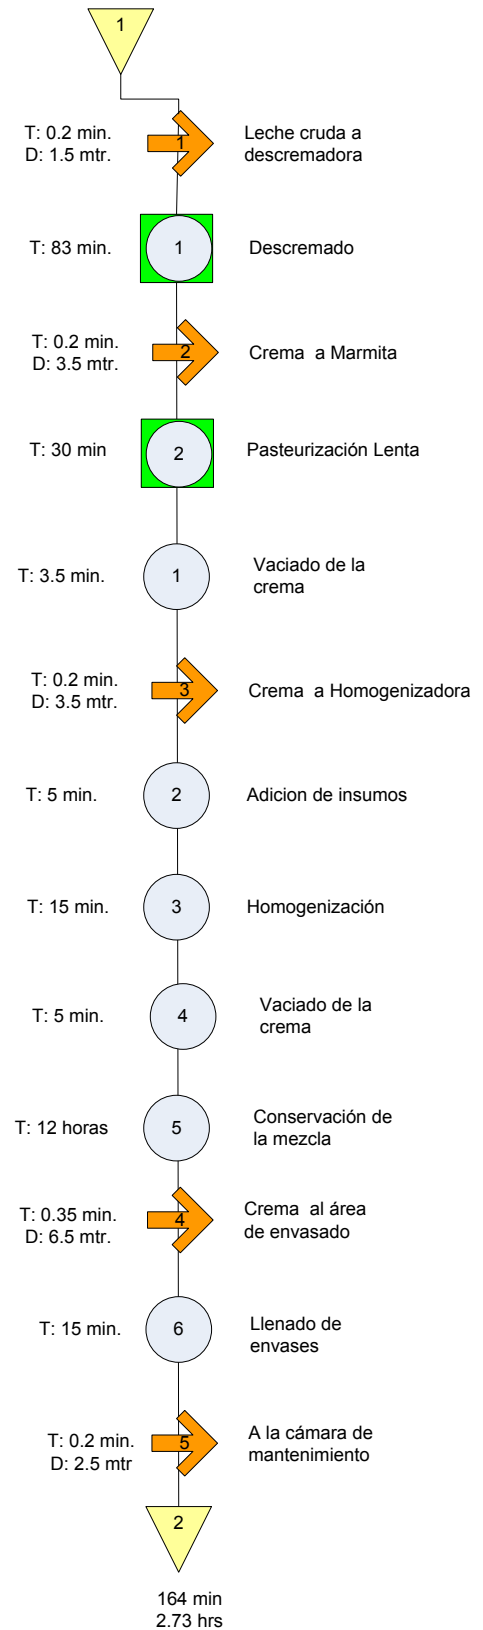 1
T: 0.2 min.
D: 1.5 mtr.
1
Leche cruda a
descremadora
T: 83 min.
1
Descremado
T: 0.2 min.
D: 3.5 mtr.
2
Crema a Marmita
T: 30 min
2
Pasteurización Lenta
T: 3.5 min.
1
Vaciado de la
crema
T: 0.2 min.
D: 3.5 mtr.
3
Crema a Homogenizadora
T: 5 min.
2
Adicion de insumos
T: 15 min.
3
Homogenización
T: 5 min.
4
Vaciado de la
crema
T: 12 horas
5
Conservación de
la mezcla
T: 0.35 min.
D: 6.5 mtr.
4
Crema al área
de envasado
T: 15 min.
6
Llenado de
envases
T: 0.2 min.
D: 2.5 mtr
5
A la cámara de
mantenimiento
2
164 min
2.73 hrs